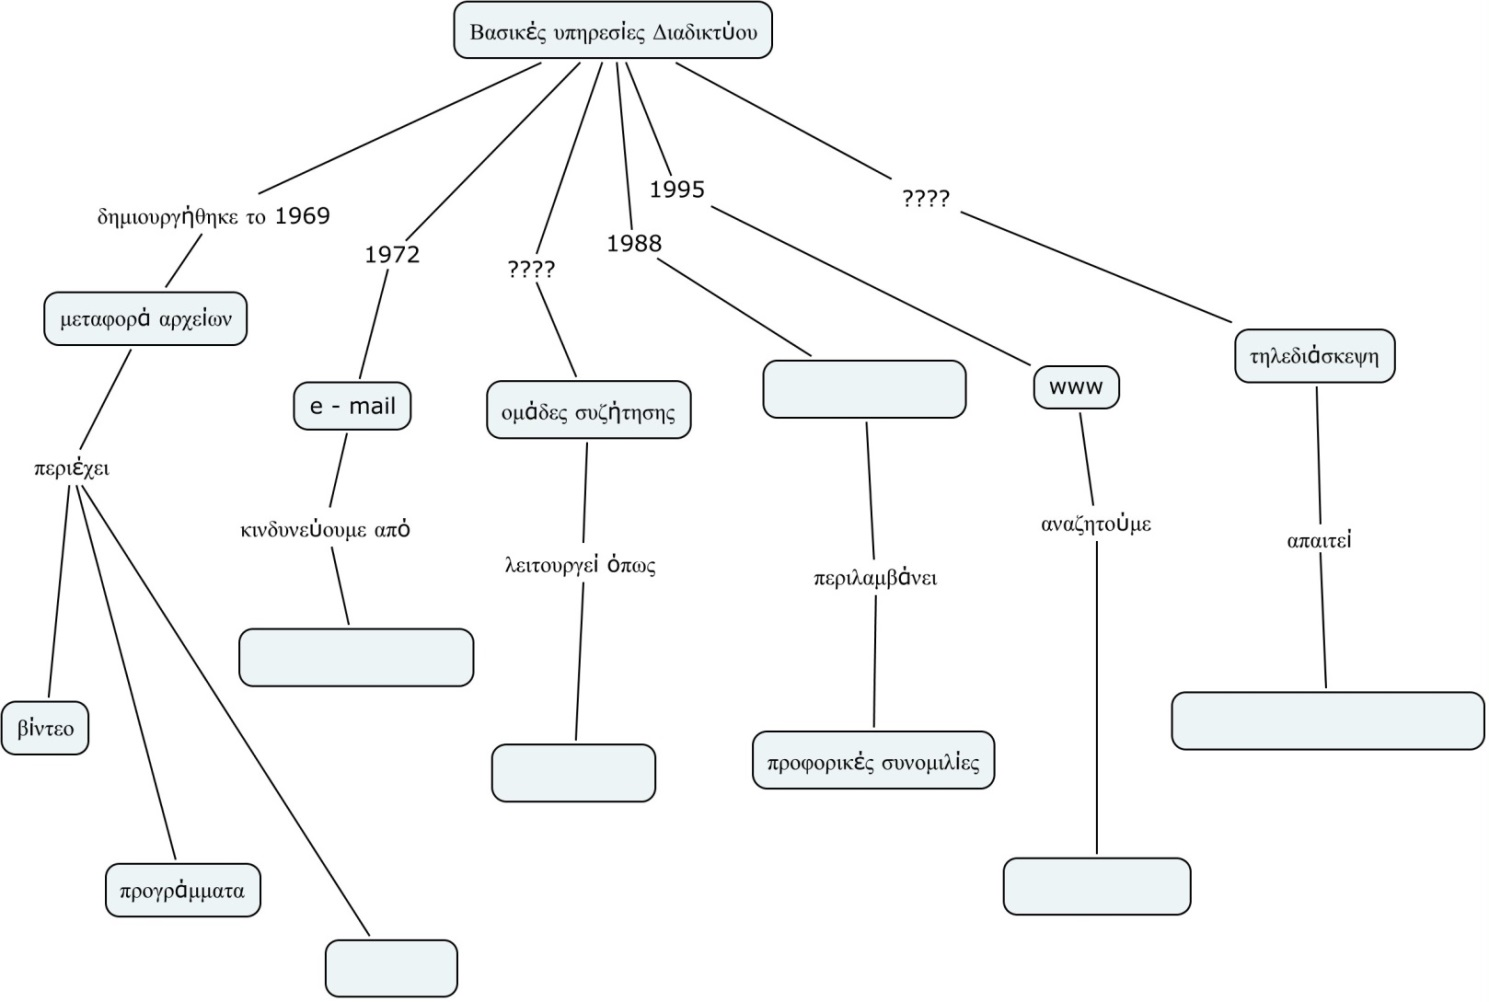 Βασικές υπηρεσίες Διαδικτύου
1995
????
δημιουργήθηκε το 1969
1988
1972
????
μεταφορά αρχείων
τηλεδιάσκεψη
www
e - mail
ομάδες συζήτησης
περιέχει
αναζητούμε
κινδυνεύουμε από
απαιτεί
λειτουργεί όπως
περιλαμβάνει
βίντεο
προφορικές συνομιλίες
προγράμματα